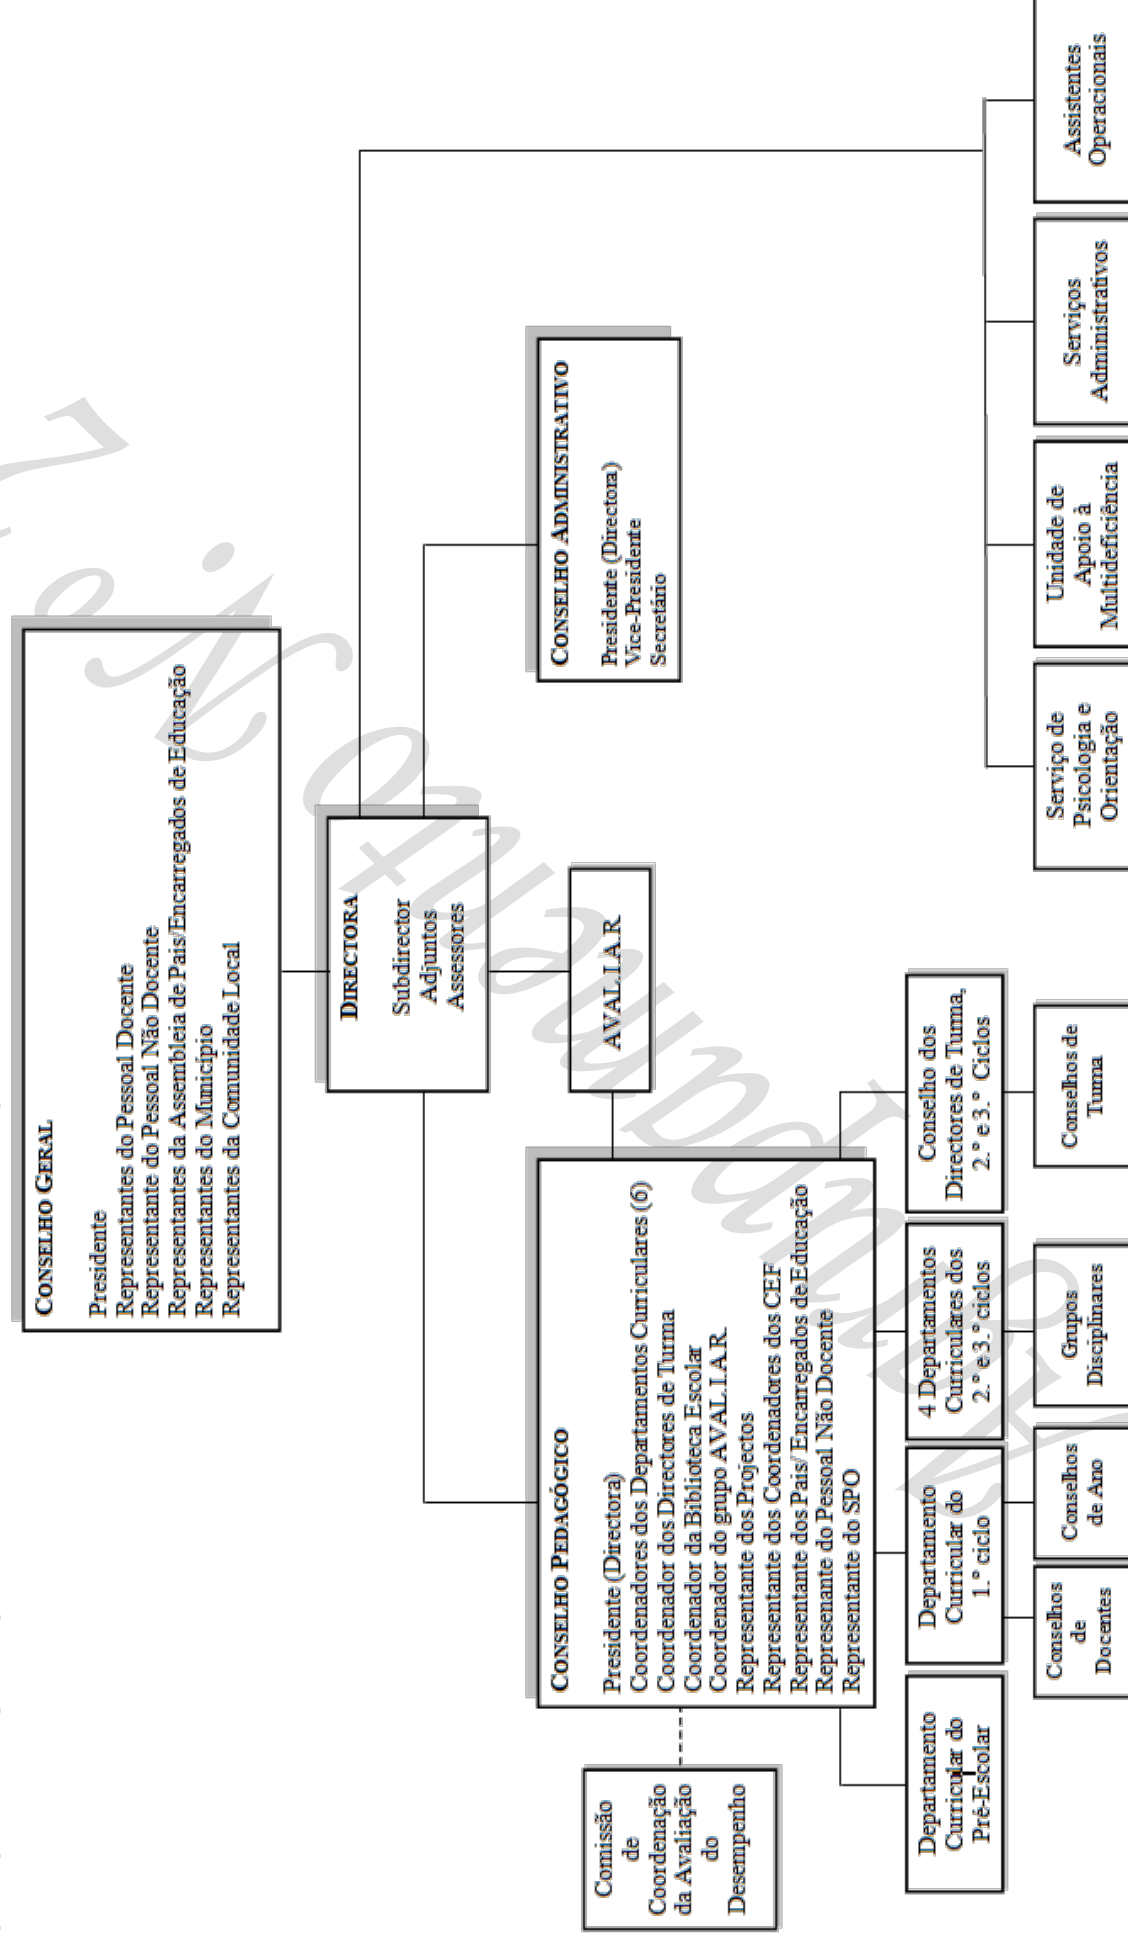 CONSELHO GERAL
Presidente
Representantes do Pessoal Docente
Representante do Pessoal Não Docente
Representantes da Assembleia de Pais/Encarregados de Educação
Representantes do Município
Representantes da Comunidade Local
DIRECTORA
Subdirector
Adjuntos
Assessores
CONSELHO ADMINISTRATIVO
Presidente (Directora)
Vice-Presidente
Secretário
AVAL.I.A.R.
CONSELHO PEDAGÓGICO
Presidente (Directora)
Coordenadores dos Departamentos Curiculares (6)
Coordenador dos Directores de Turma
Coordenador da Biblioteca Escolar
Coordenador do grupo AVAL.I.A.R.
Representante dos Projectos
Representante dos Coordenadores dos CEF
Representante dos Pais/ Encarregados de Educação
Represenante do Pessoal Não Docente
Representante do SPO
Comissão
de
Coordenação
da Avaliação
do
Desempenho
Departamento
Curricular do
Pré-Escolar
Departamento
Curricular do
1.º ciclo
4 Departamentos
Curiculares dos
2.º e 3.º ciclos
Conselho dos
Directores de Turma,
2.º e 3.º Ciclos
Conselhos
de
Docentes
Conselhos
de Ano
Grupos
Disciplinares
Conselhos de
Turma
Serviço de
Psicologia e
Orientação
Unidade de
Apoio à
Multideficiência
Serviços
Administrativos
Assistentes
Operacionais
Agrupamento N.º